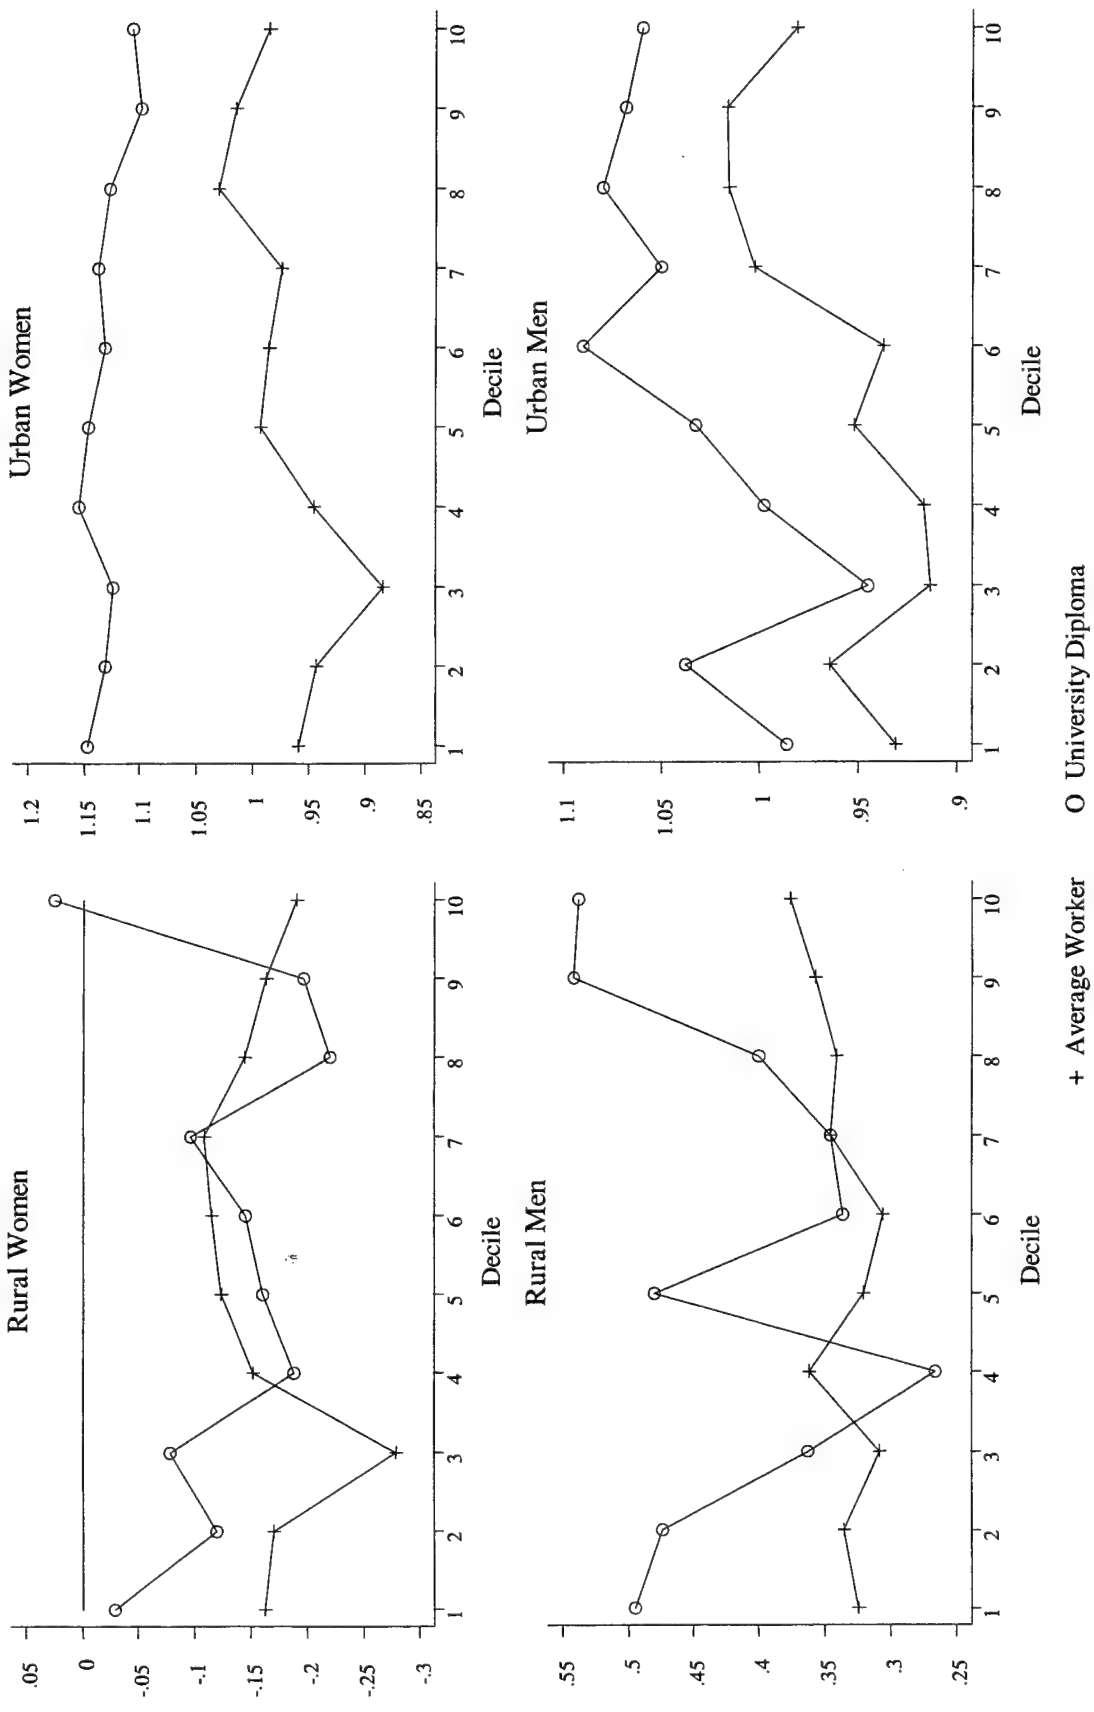 Rural Women
.05
0
-.05
-.1
-.15
-.2
-.3
1 2 3 4 5 6 7 8 9 10
Decile
Urban Women
1.2
1.15
1.1
1.05
1
.95
.9
.85
1 2 3 4 5 6 7 8 9 10
Decile
Rural Men
.55
.5
.4
.35
.3
.25
1 2 3 4 5 6 7 8 9 10
Decile
Urban Men
1.1
1.05
1
.95
.9
1 2 3 4 5 6 7 8 9 10
Decile
+ Average Worker O University Diploma